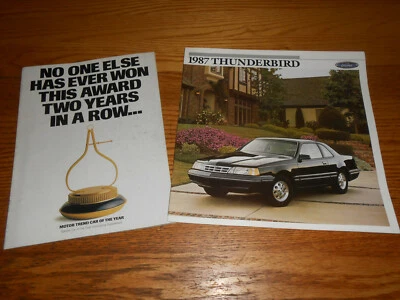 NO ONE ELSE
HAS EVER WON
THIS AWARD
TWO YEARS
IN A ROW...
MOTOR TREND CAR OF THE YEAR
1987 THUNDERBIRD